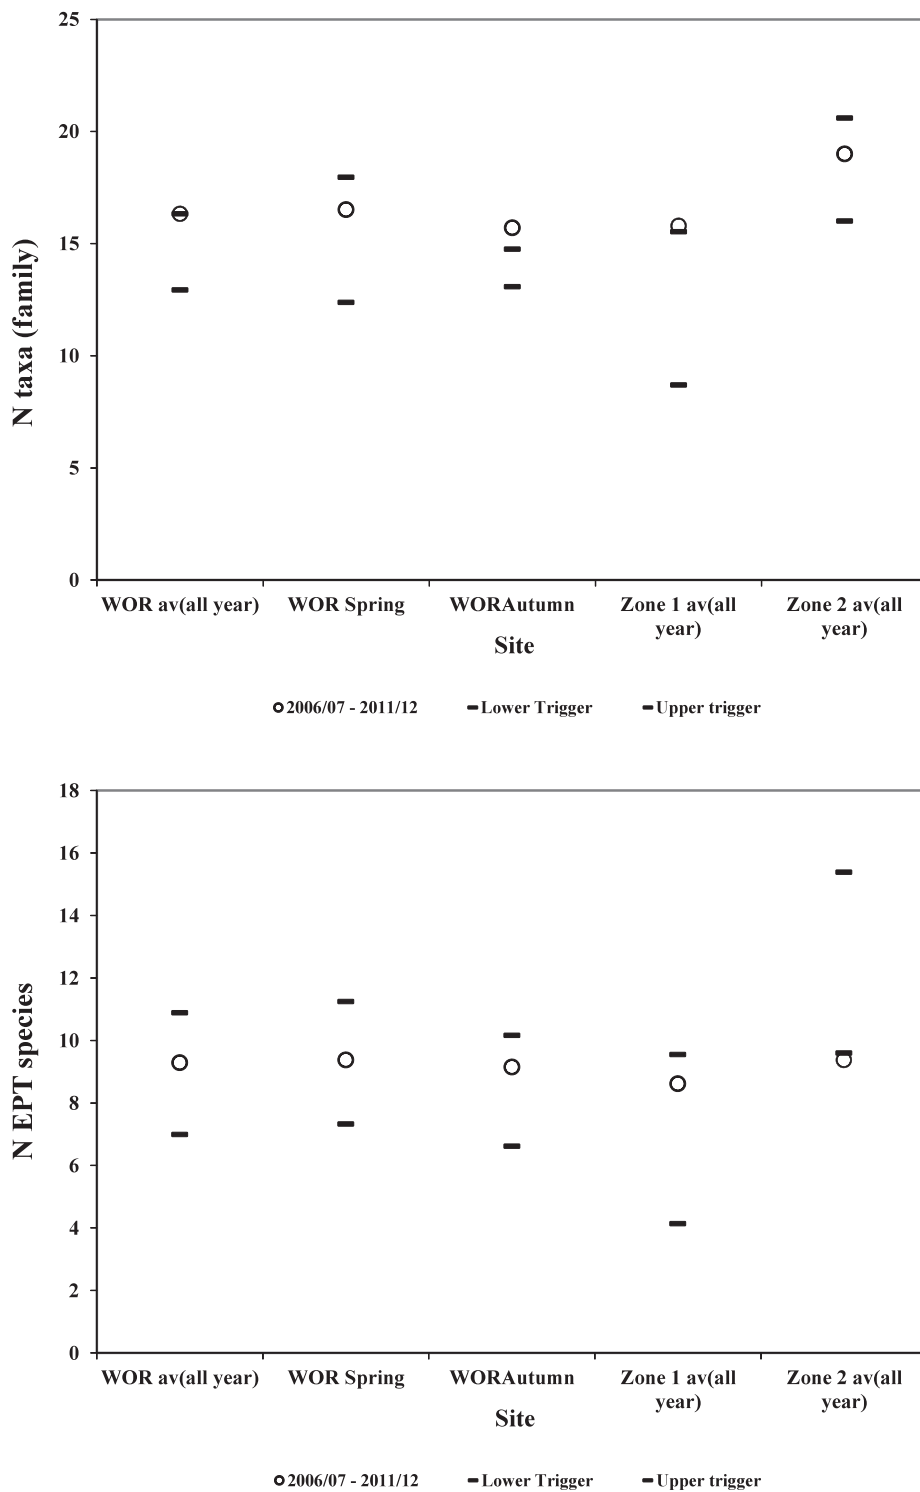 25
20
15
10
5
0
N taxa (family)
WOR av(all year)
WOR Spring
WORAutumn
Zone 1 av(all
year)
Zone 2 av(all
year)
Site
2006/07 - 2011/12
Lower Trigger
Upper trigger
18
16
14
12
10
8
6
4
2
0
N EPT species
WOR av(all year)
WOR Spring
WORAutumn
Zone 1 av(all
year)
Zone 2 av(all
year)
Site
2006/07 - 2011/12
Lower Trigger
Upper trigger